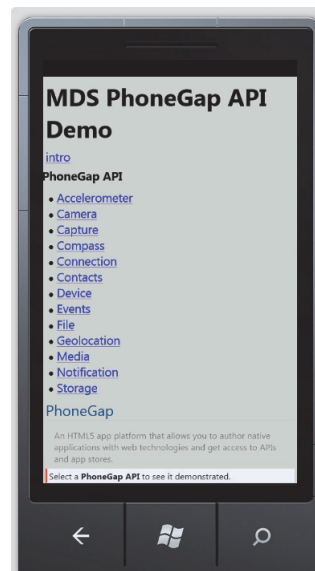 MDS PhoneGap API
Demo
intro
PhoneGap API
• Accelerometer
• Camera
• Capture
• Compass
• Connection
• Contacts
• Device
• Events
• File
• Geolocation
• Media
• Notification
• Storage
PhoneGap
An HTML5 app platform that allows you to author native
applications with web technologies and get access to APIs
and app stores.
Select a PhoneGap API to see it demonstrated.